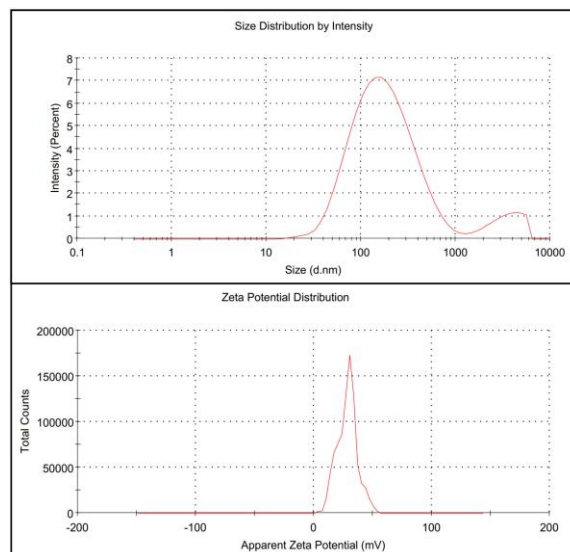 Size Distribution by Intensity
8
7
6
5
4
3
2
1
0
Intensity (Percent)
0.1 1 10 100 1000 10000
Size (d.nm)
Zeta Potential Distribution
200000
150000
100000
50000
0
Total Counts
-200 -100 0 100 200
Apparent Zeta Potential (mV)